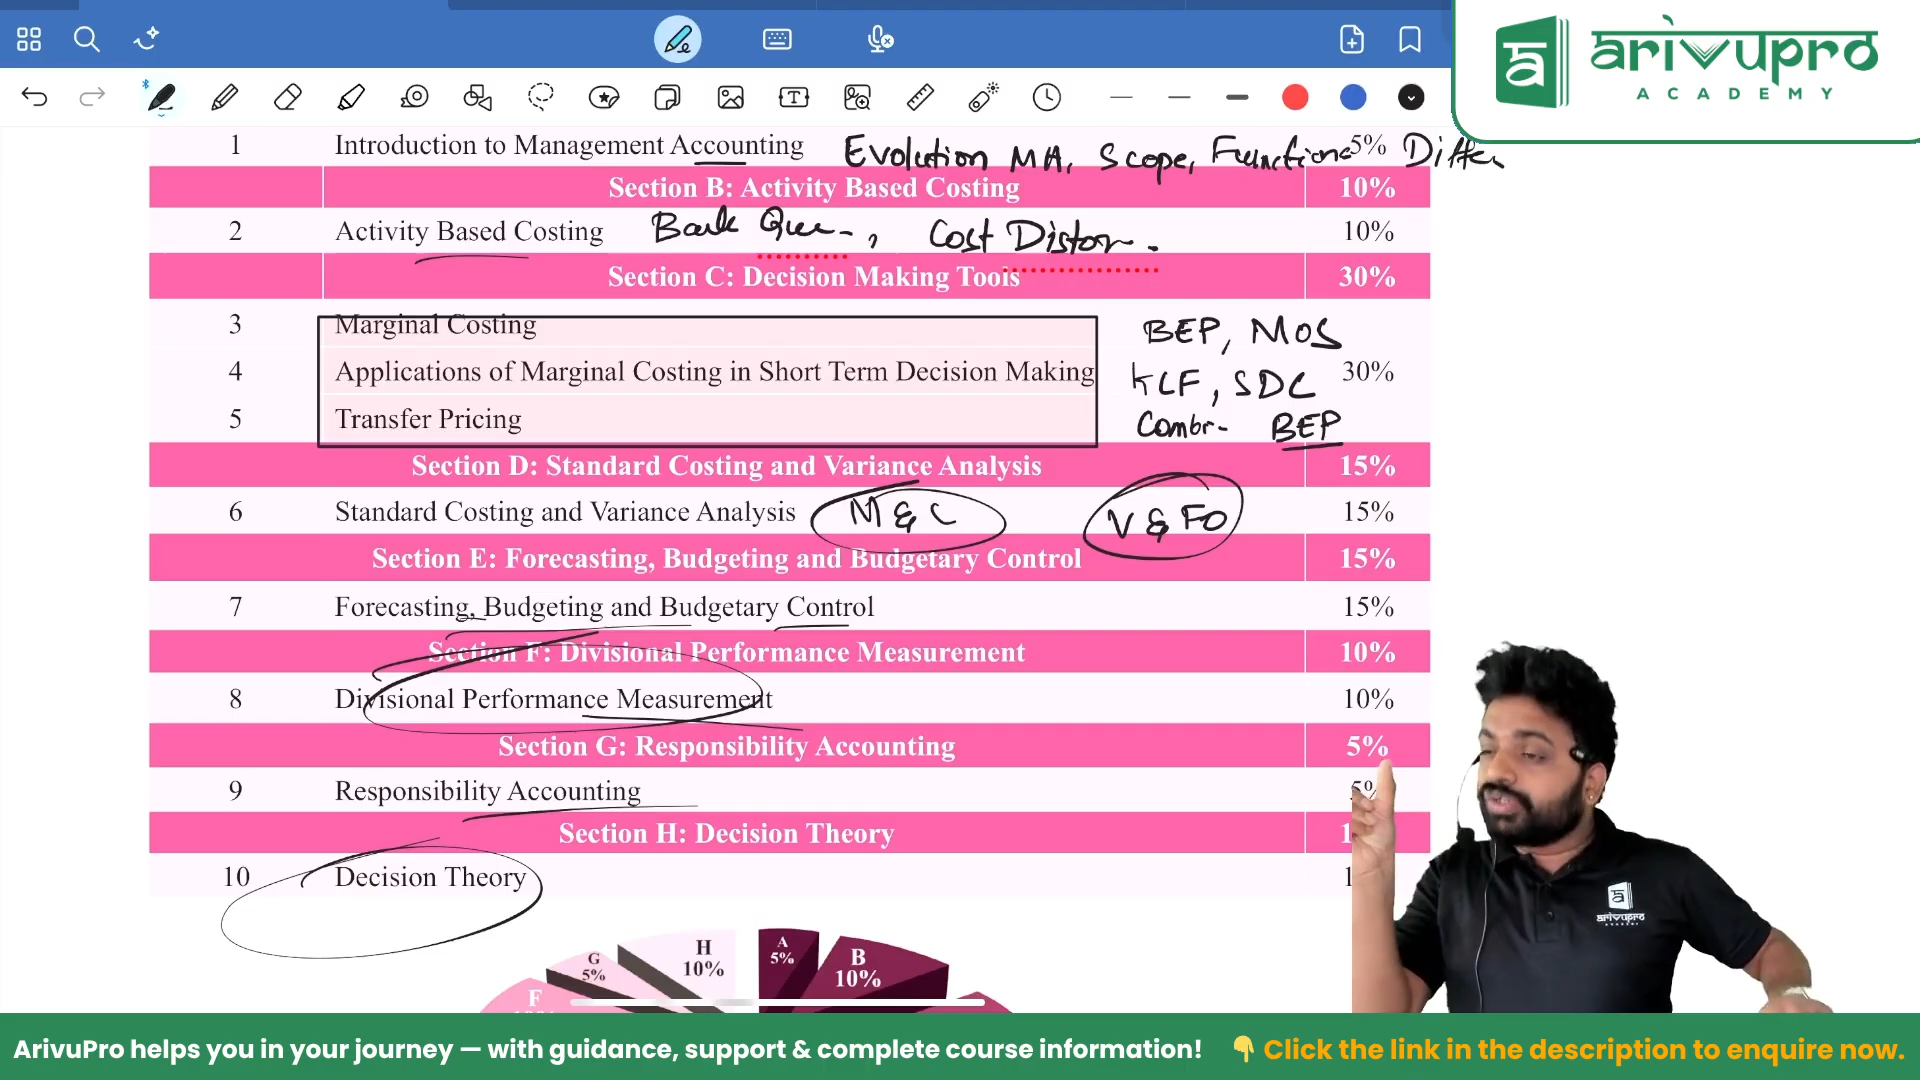 arivupro
ACADEMY
1 Introduction to Management Accounting Evolution MA, Scope, Functions 5%
Section B: Activity Based Costing 10%
2 Activity Based Costing 10%
Cost Distor-.
Section C: Decision Making Tools 30%
3 Marginal Costing BEP, MOS
4 Applications of Marginal Costing in Short Term Decision Making KLF, SDC 30%
5 Transfer Pricing Combr- BEP
Section D: Standard Costing and Variance Analysis 15%
6 Standard Costing and Variance Analysis M & L V & FO 15%
Section E: Forecasting, Budgeting and Budgetary Control 15%
7 Forecasting, Budgeting and Budgetary Control 15%
Section F: Divisional Performance Measurement 10%
8 Divisional Performance Measurement 10%
Section G: Responsibility Accounting 5%
9 Responsibility Accounting 5%
Section H: Decision Theory
10 Decision Theory
G 5%
H 10%
A 5%
B 10%
F
arivupro
ArivuPro helps you in your journey — with guidance, support & complete course information! 👇 Click the link in the description to enquire now.